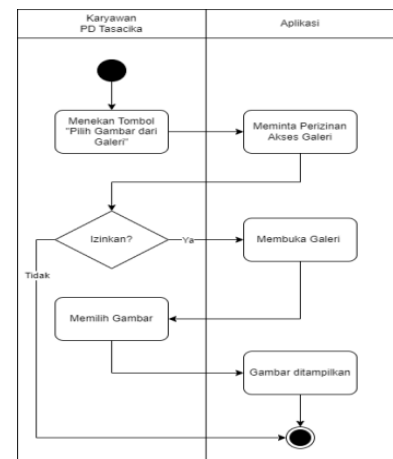 Karyawan
PD Tasacika
Aplikasi
Menekan Tombol
"Pilih Gambar dari
Galeri"
Meminta Perizinan
Akses Galeri
Izinkan?
Ya
Membuka Galeri
Tidak
Memilih Gambar
Gambar ditampilkan